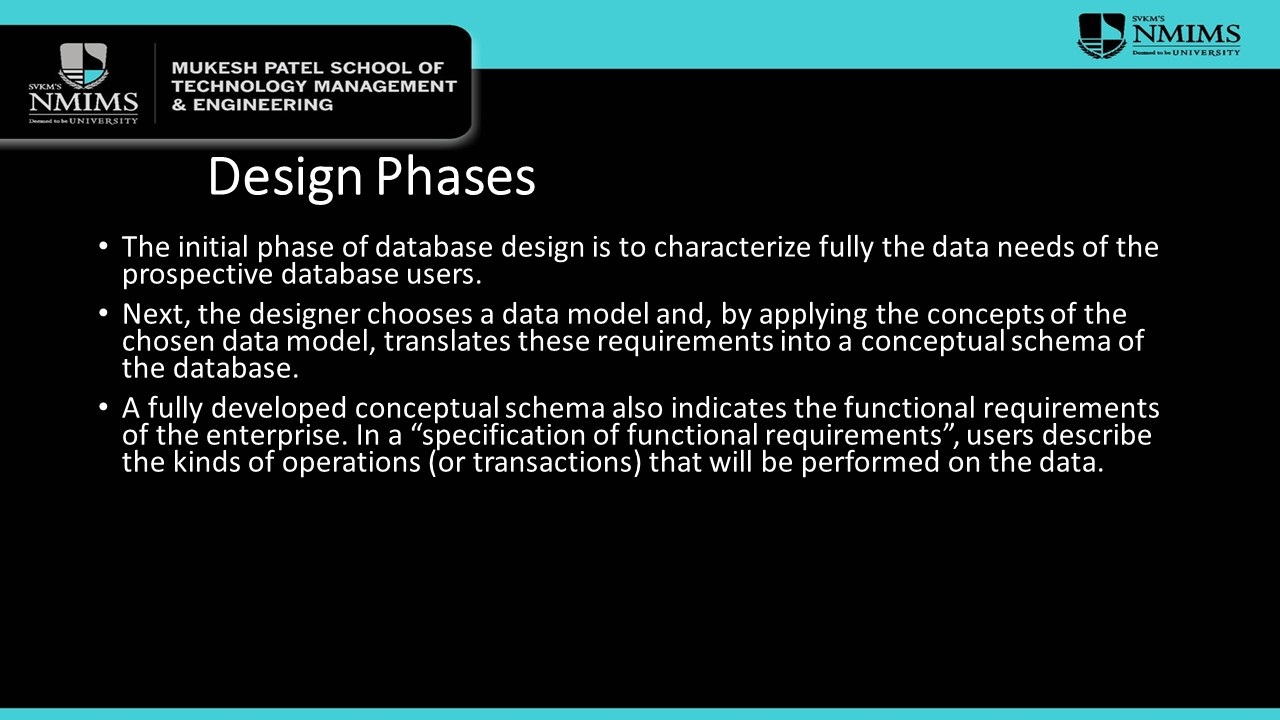 SVKM'S
NMIMS
Deemed to be UNIVERSITY
MUKESH PATEL SCHOOL OF
TECHNOLOGY MANAGEMENT
& ENGINEERING
SVKM'S
NMIMS
Deemed to be UNIVERSITY
Design Phases
• The initial phase of database design is to characterize fully the data needs of the
prospective database users.
• Next, the designer chooses a data model and, by applying the concepts of the
chosen data model, translates these requirements into a conceptual schema of
the database.
• A fully developed conceptual schema also indicates the functional requirements
of the enterprise. In a “specification of functional requirements”, users describe
the kinds of operations (or transactions) that will be performed on the data.